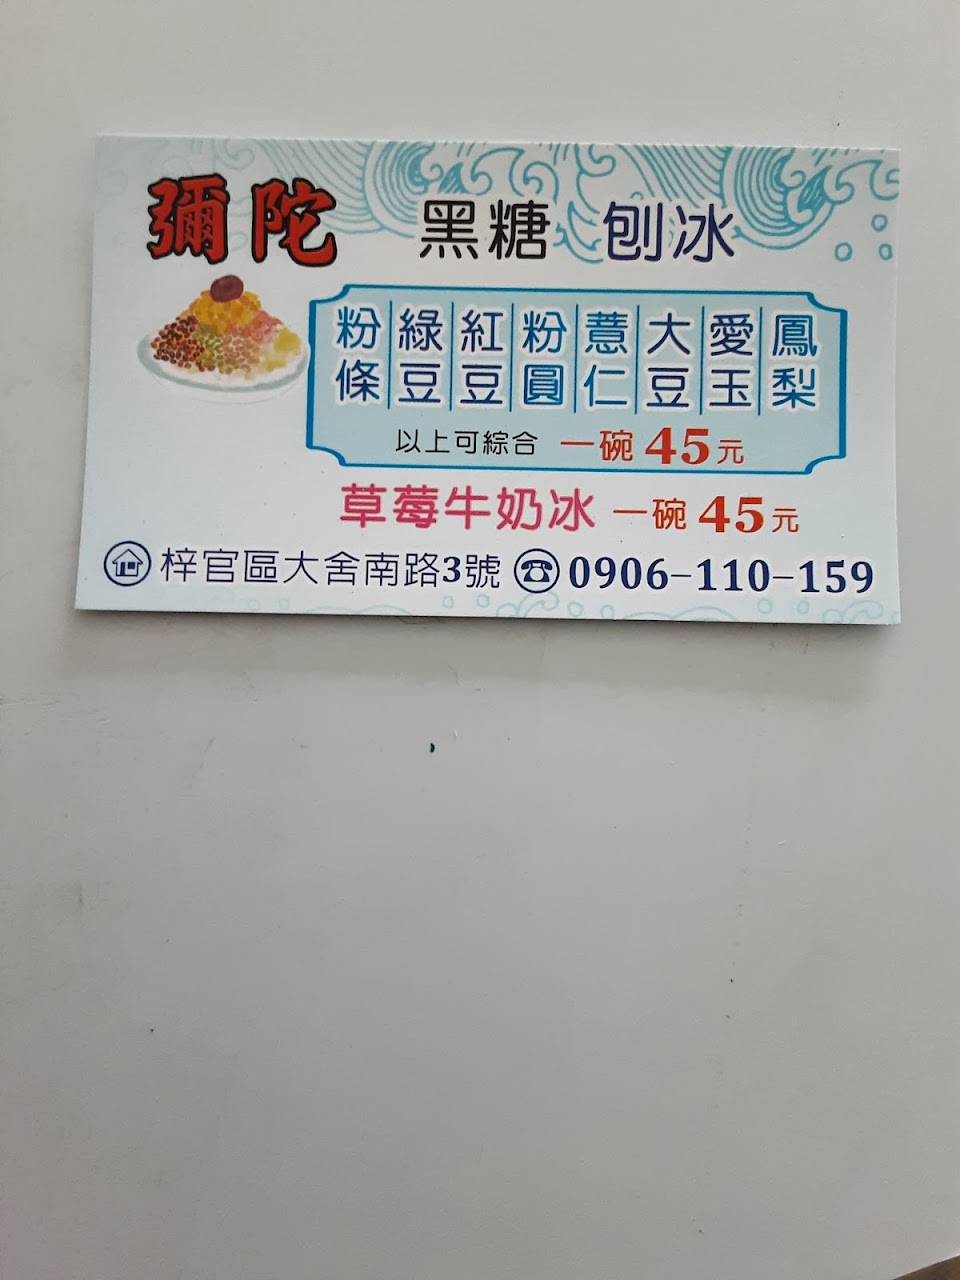 彌陀 黑糖 刨冰
粉條 綠豆 紅豆 粉圓 薏仁 大豆 愛玉 鳳梨
以上可綜合 一碗 45元
草莓牛奶冰 一碗 45元
梓官區大舍南路3號 0906-110-159